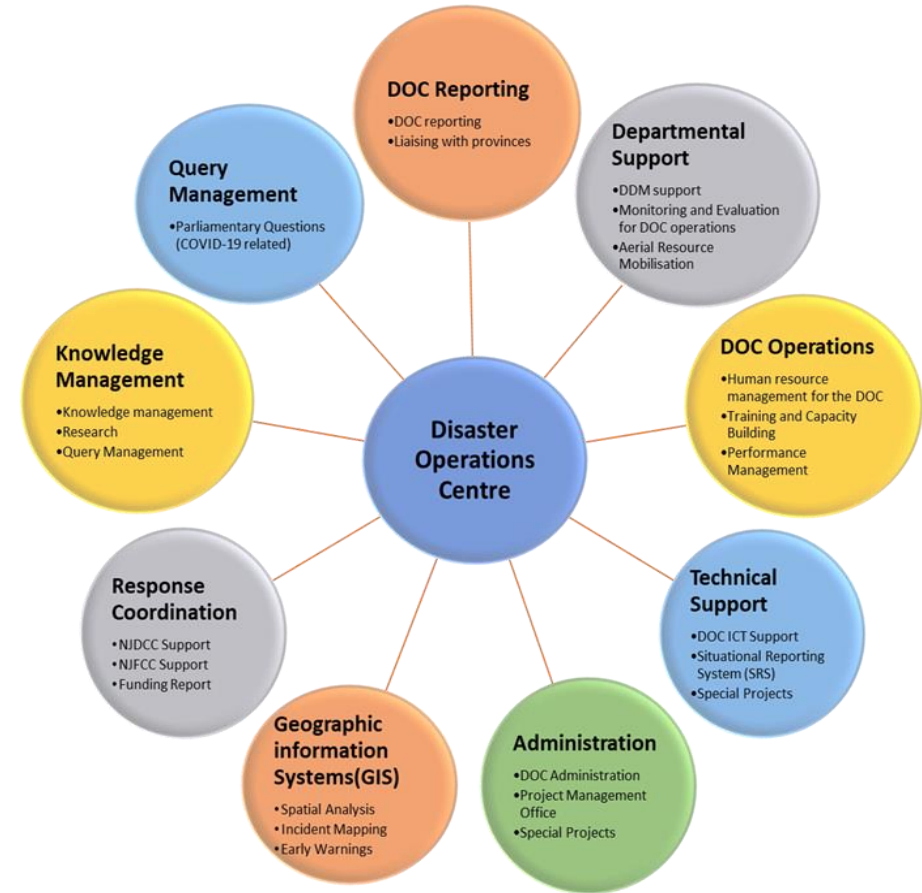 DOC Reporting
•DOC reporting
•Liaising with provinces
Departmental
Support
•DDM support
•Monitoring and Evaluation
for DOC operations
•Aerial Resource
Mobilisation
DOC Operations
•Human resource
management for the DOC
•Training and Capacity
Building
•Performance
Management
Technical
Support
•DOC ICT Support
•Situational Reporting
System (SRS)
•Special Projects
Administration
•DOC Administration
•Project Management
Office
•Special Projects
Geographic
information
Systems(GIS)
•Spatial Analysis
•Incident Mapping
•Early Warnings
Response
Coordination
•NJDCC Support
•NJFCC Support
•Funding Report
Knowledge
Management
•Knowledge management
•Research
•Query Management
Query
Management
•Parliamentary Questions
(COVID-19 related)
Disaster
Operations
Centre